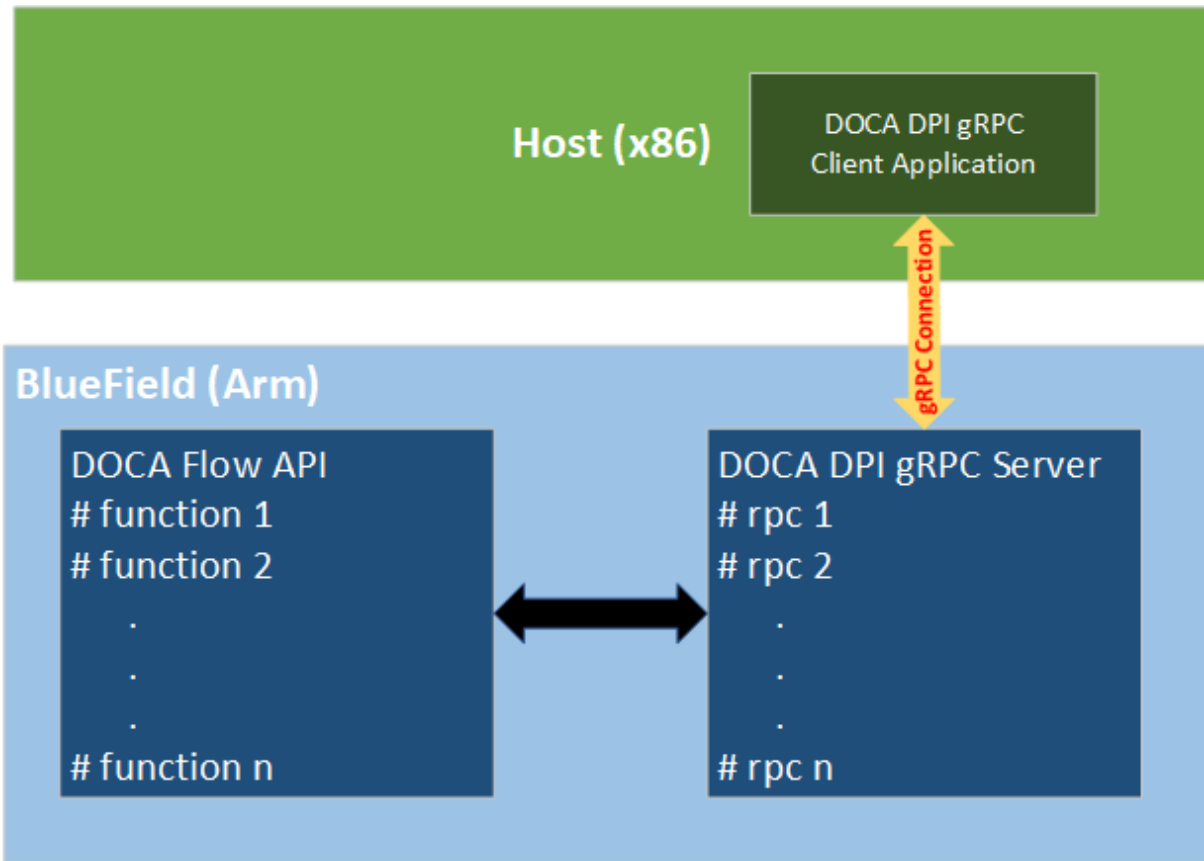 Host (x86)
DOCA DPI gRPC
Client Application
gRPC Connection
BlueField (Arm)
DOCA Flow API
# function 1
# function 2
.
.
.
# function n
DOCA DPI gRPC Server
# rpc 1
# rpc 2
.
.
.
# rpc n